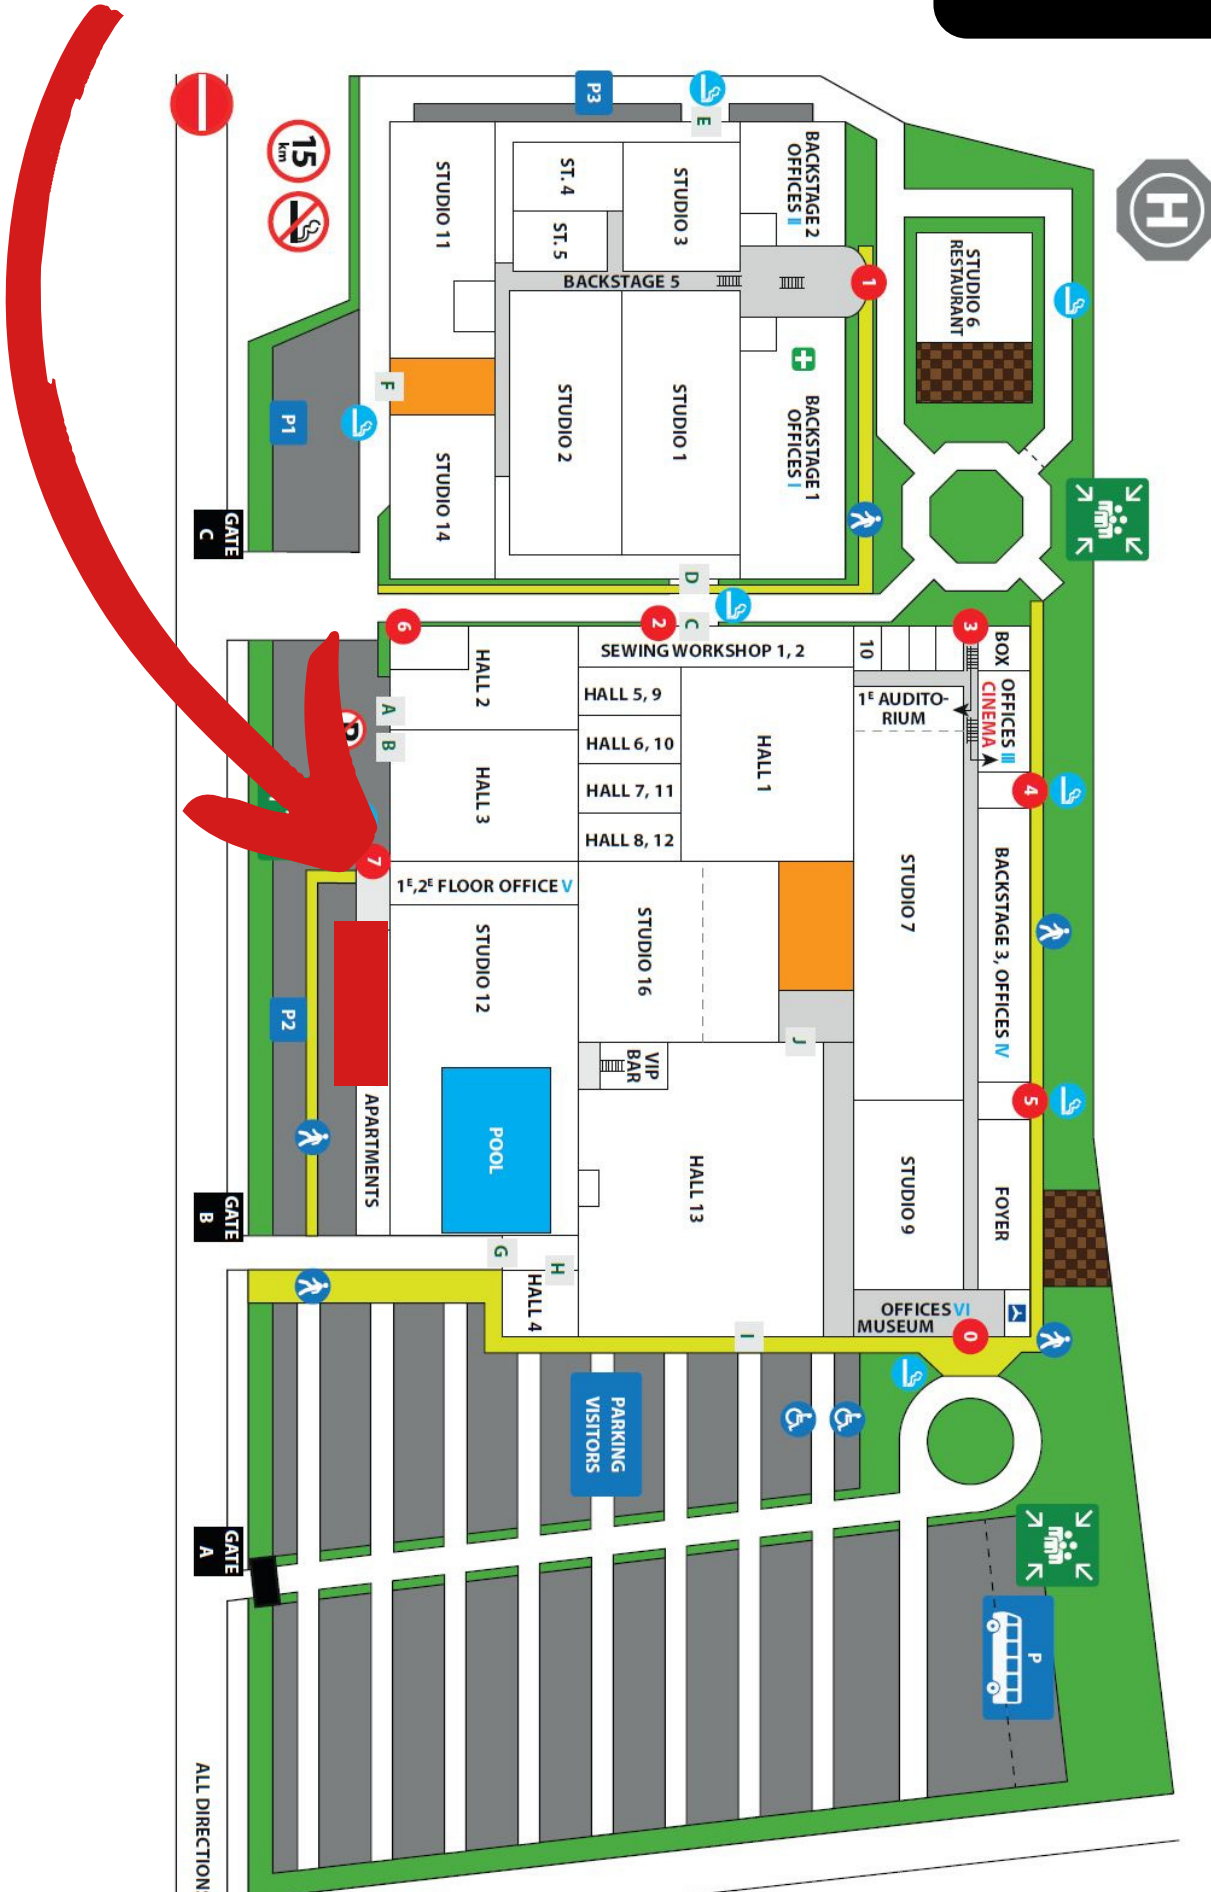 P3
E
15
km
BACKSTAGE 2
OFFICES II
STUDIO 11
ST. 4
ST. 5
STUDIO 3
H
STUDIO 6
RESTAURANT
BACKSTAGE 5
1
F
P1
STUDIO 2
STUDIO 1
BACKSTAGE 1
OFFICES I
STUDIO 14
GATE
C
D
6
2
C
3
SEWING WORKSHOP 1, 2
10
BOX
HALL 2
HALL 5, 9
1E AUDITO-
RIUM
OFFICES III
CINEMA
A
B
HALL 6, 10
HALL 1
HALL 3
HALL 7, 11
4
HALL 8, 12
7
1E,2E FLOOR OFFICE V
STUDIO 7
BACKSTAGE 3, OFFICES IV
STUDIO 12
STUDIO 16
P2
J
VIP
BAR
5
APARTMENTS
POOL
HALL 13
STUDIO 9
FOYER
GATE
B
G
H
HALL 4
OFFICES VI
MUSEUM
0
I
PARKING
VISITORS
GATE
A
P
ALL DIRECTION